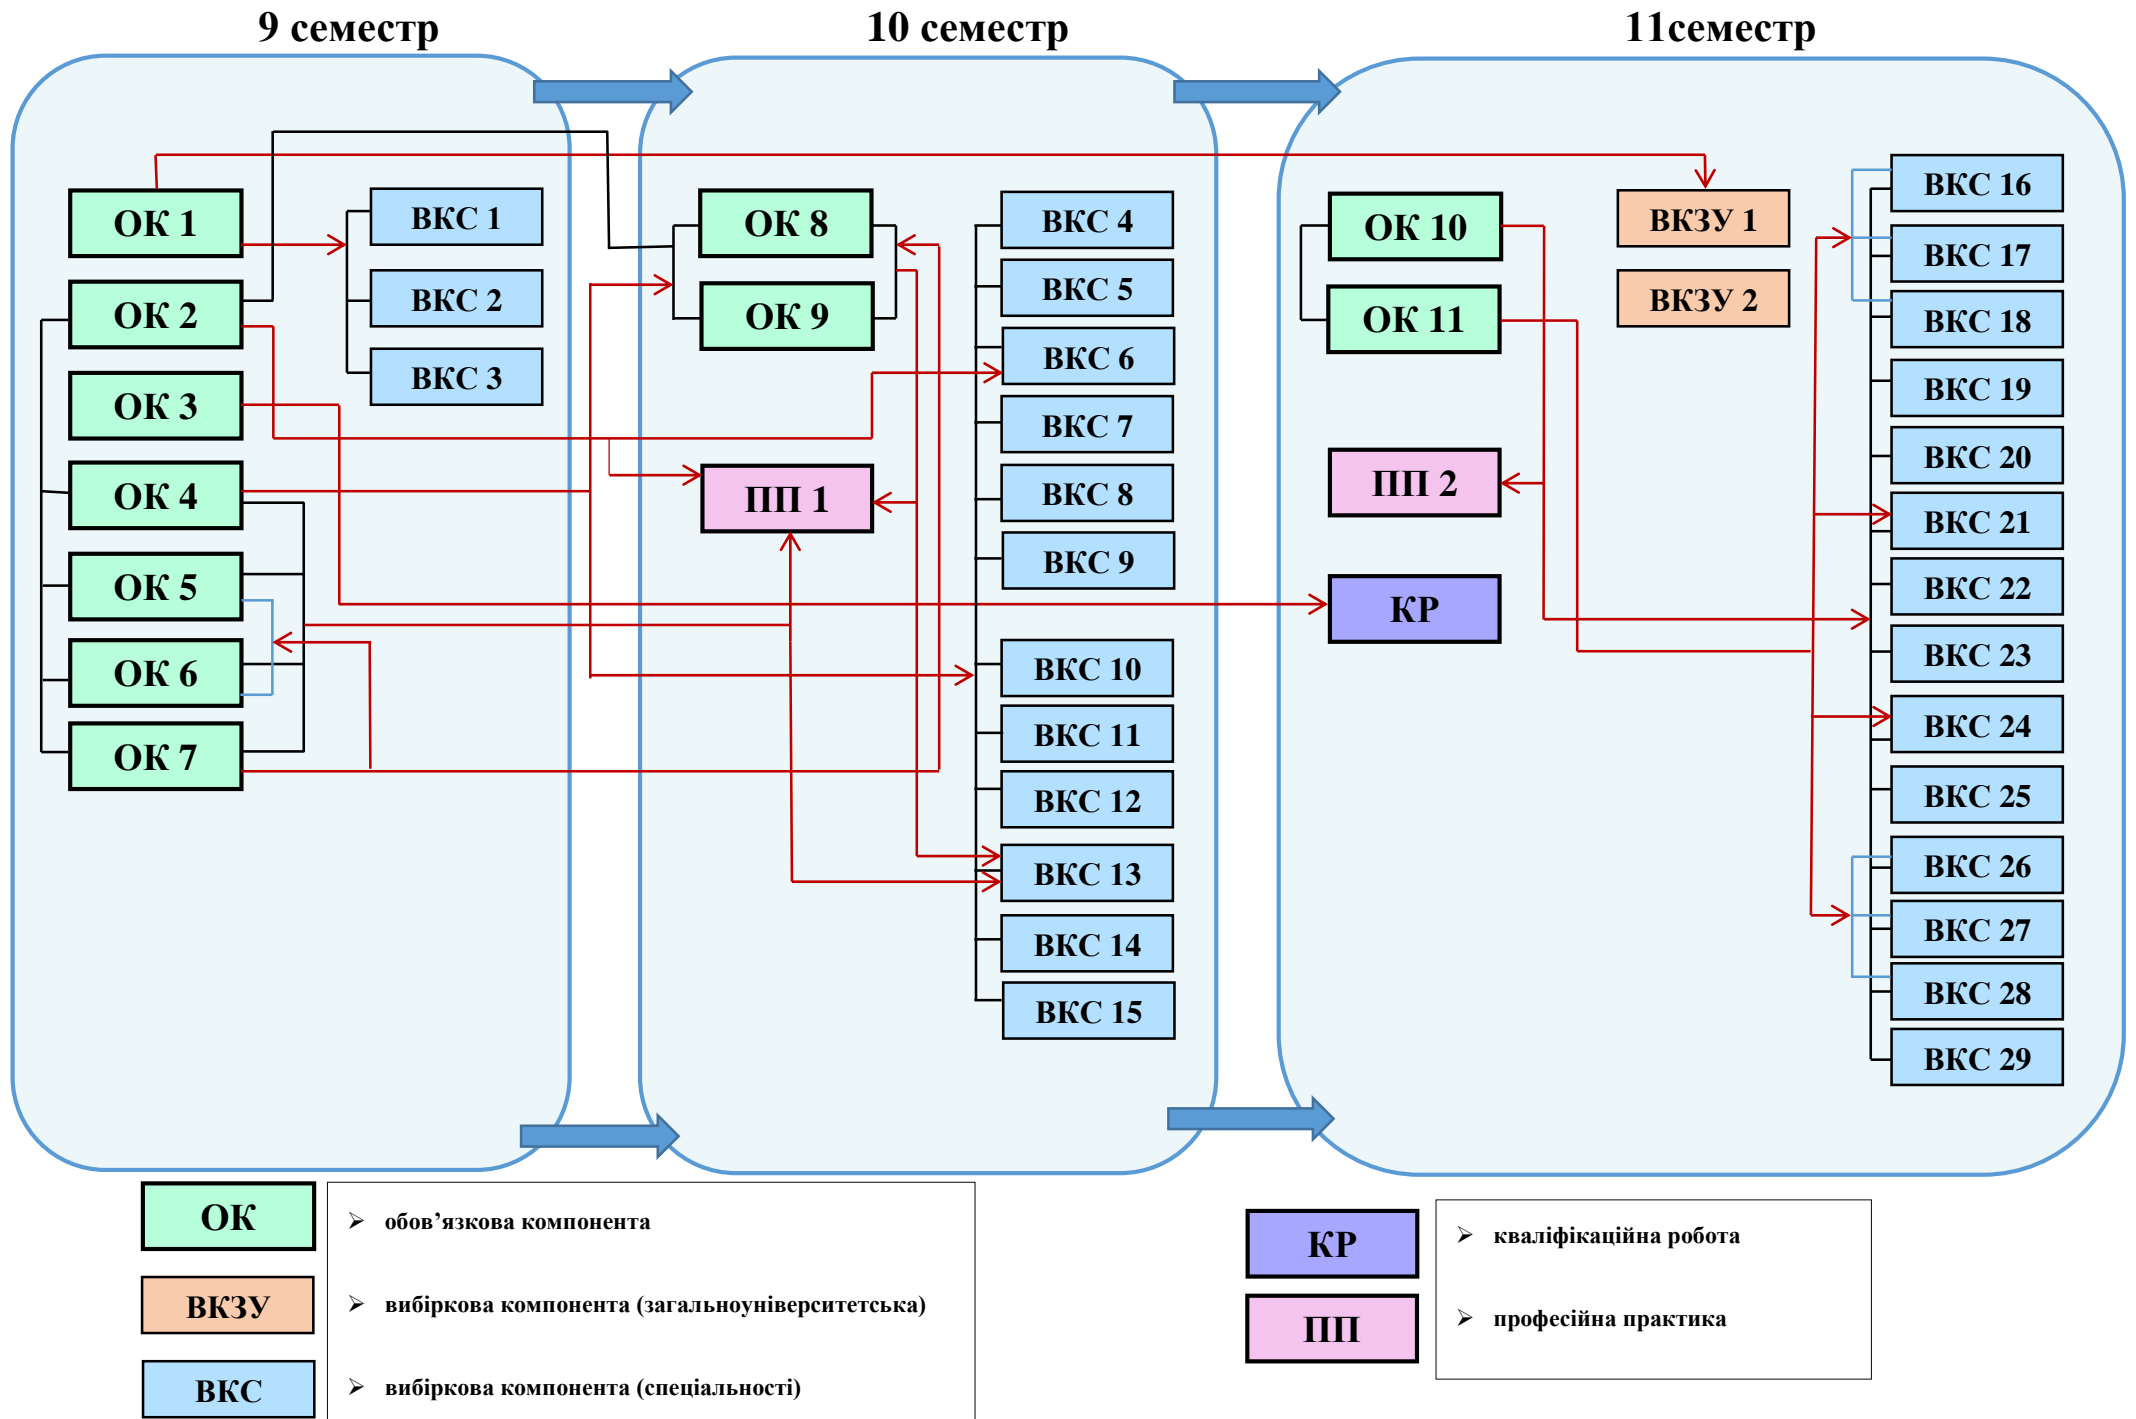 9 семестр
10 семестр
11семестр
ОК 1
ОК 2
ОК 3
ОК 4
ОК 5
ОК 6
ОК 7
ВКС 1
ВКС 2
ВКС 3
ОК 8
ОК 9
ПП 1
ВКС 4
ВКС 5
ВКС 6
ВКС 7
ВКС 8
ВКС 9
ВКС 10
ВКС 11
ВКС 12
ВКС 13
ВКС 14
ВКС 15
ОК 10
ОК 11
ПП 2
КР
ВКЗУ 1
ВКЗУ 2
ВКС 16
ВКС 17
ВКС 18
ВКС 19
ВКС 20
ВКС 21
ВКС 22
ВКС 23
ВКС 24
ВКС 25
ВКС 26
ВКС 27
ВКС 28
ВКС 29
ОК
➢ обов’язкова компонента
ВКЗУ
➢ вибіркова компонента (загальноуніверситетська)
ВКС
➢ вибіркова компонента (спеціальності)
КР
➢ кваліфікаційна робота
ПП
➢ професійна практика